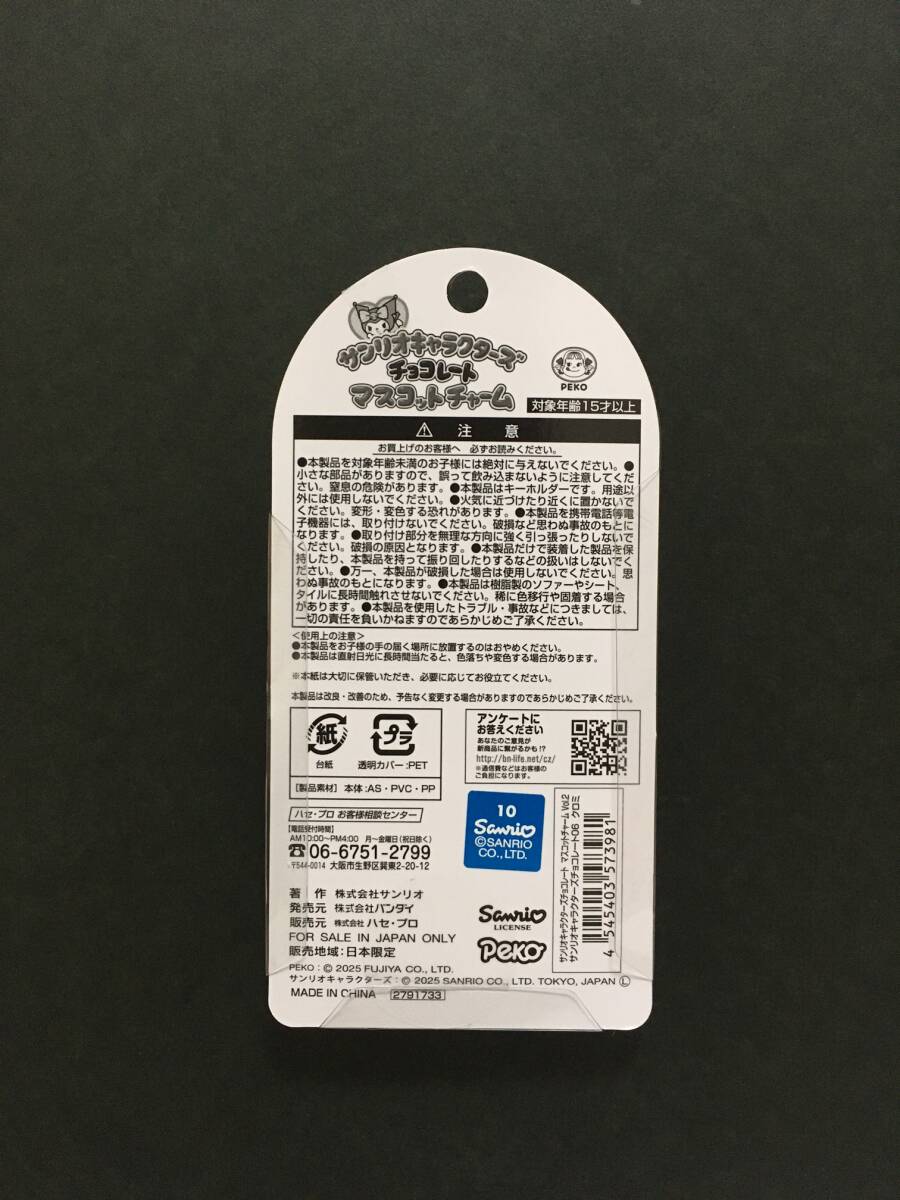 サンリオキャラクターズ
チョコレート
マスコットチャーム
PEKO
対象年齢15才以上
⚠ 注意
お買上げのお客様へ 必ずお読みください。
●本製品を対象年齢未満のお子様には絶対に与えないでください。●
小さな部品がありますので、誤って飲み込まないように注意してくだ
さい。窒息の危険があります。●本製品はキーホルダーです。用途以
外には使用しないでください。●火気に近づけたり近くに置かないで
ください。変形・変色する恐れがあります。●本製品を携帯電話等電
子機器には、取り付けないでください。破損など思わぬ事故のもとに
なります。●取り付け部分を無理な方向に強く引っ張ったりしないで
ください。破損の原因となります。●本製品だけで装着した製品を保
持したり、本製品を持って振り回したりするなどの扱いはしないでく
ださい。●万一、本製品が破損した場合は使用しないでください。思
わぬ事故のもとになります。●本製品は樹脂製のソファーやシート、
タイルに長時間触れさせないでください。稀に色移行や固着する場合
があります。●本製品を使用したトラブル・事故などにつきましては、
一切の責任を負いかねますのであらかじめご了承ください。
＜使用上の注意＞
●本製品をお子様の手の届く場所に放置するのはおやめください。
●本製品は直射日光に長時間当たると、色落ちや変色する場合があります。
※本紙は大切に保管いただき、必要に応じてお役立てください。
本製品は改良・改善のため、予告なく変更する場合がありますのであらかじめご了承ください。
紙
台紙
プラ
透明カバー:PET
[製品素材] 本体:AS・PVC・PP
アンケートに
お答えください
あなたのご意見が
新商品に繋がるかも!?
http://bn-life.net/cz/
※通信費などはお客様の
ご負担になります。
ハセ・プロ お客様相談センター
【電話受付時間】
AM10:00〜PM4:00 月〜金曜日(祝日除く)
☎06-6751-2799
〒544-0014 大阪市生野区巽東2-20-12
10
Sanrio
©SANRIO
CO., LTD.
著作 株式会社サンリオ
発売元 株式会社バンダイ
販売元 株式会社 ハセ・プロ
FOR SALE IN JAPAN ONLY
販売地域:日本限定
Sanrio
LICENSE
Peko
サンリオキャラクターズチョコレート マスコットチャーム Vol.2
サンリオキャラクターズチョコレート06 クロミ
4 545403 573981
PEKO:© 2025 FUJIYA CO., LTD.
サンリオキャラクターズ:© 2025 SANRIO CO., LTD. TOKYO, JAPAN Ⓛ
MADE IN CHINA 2791733